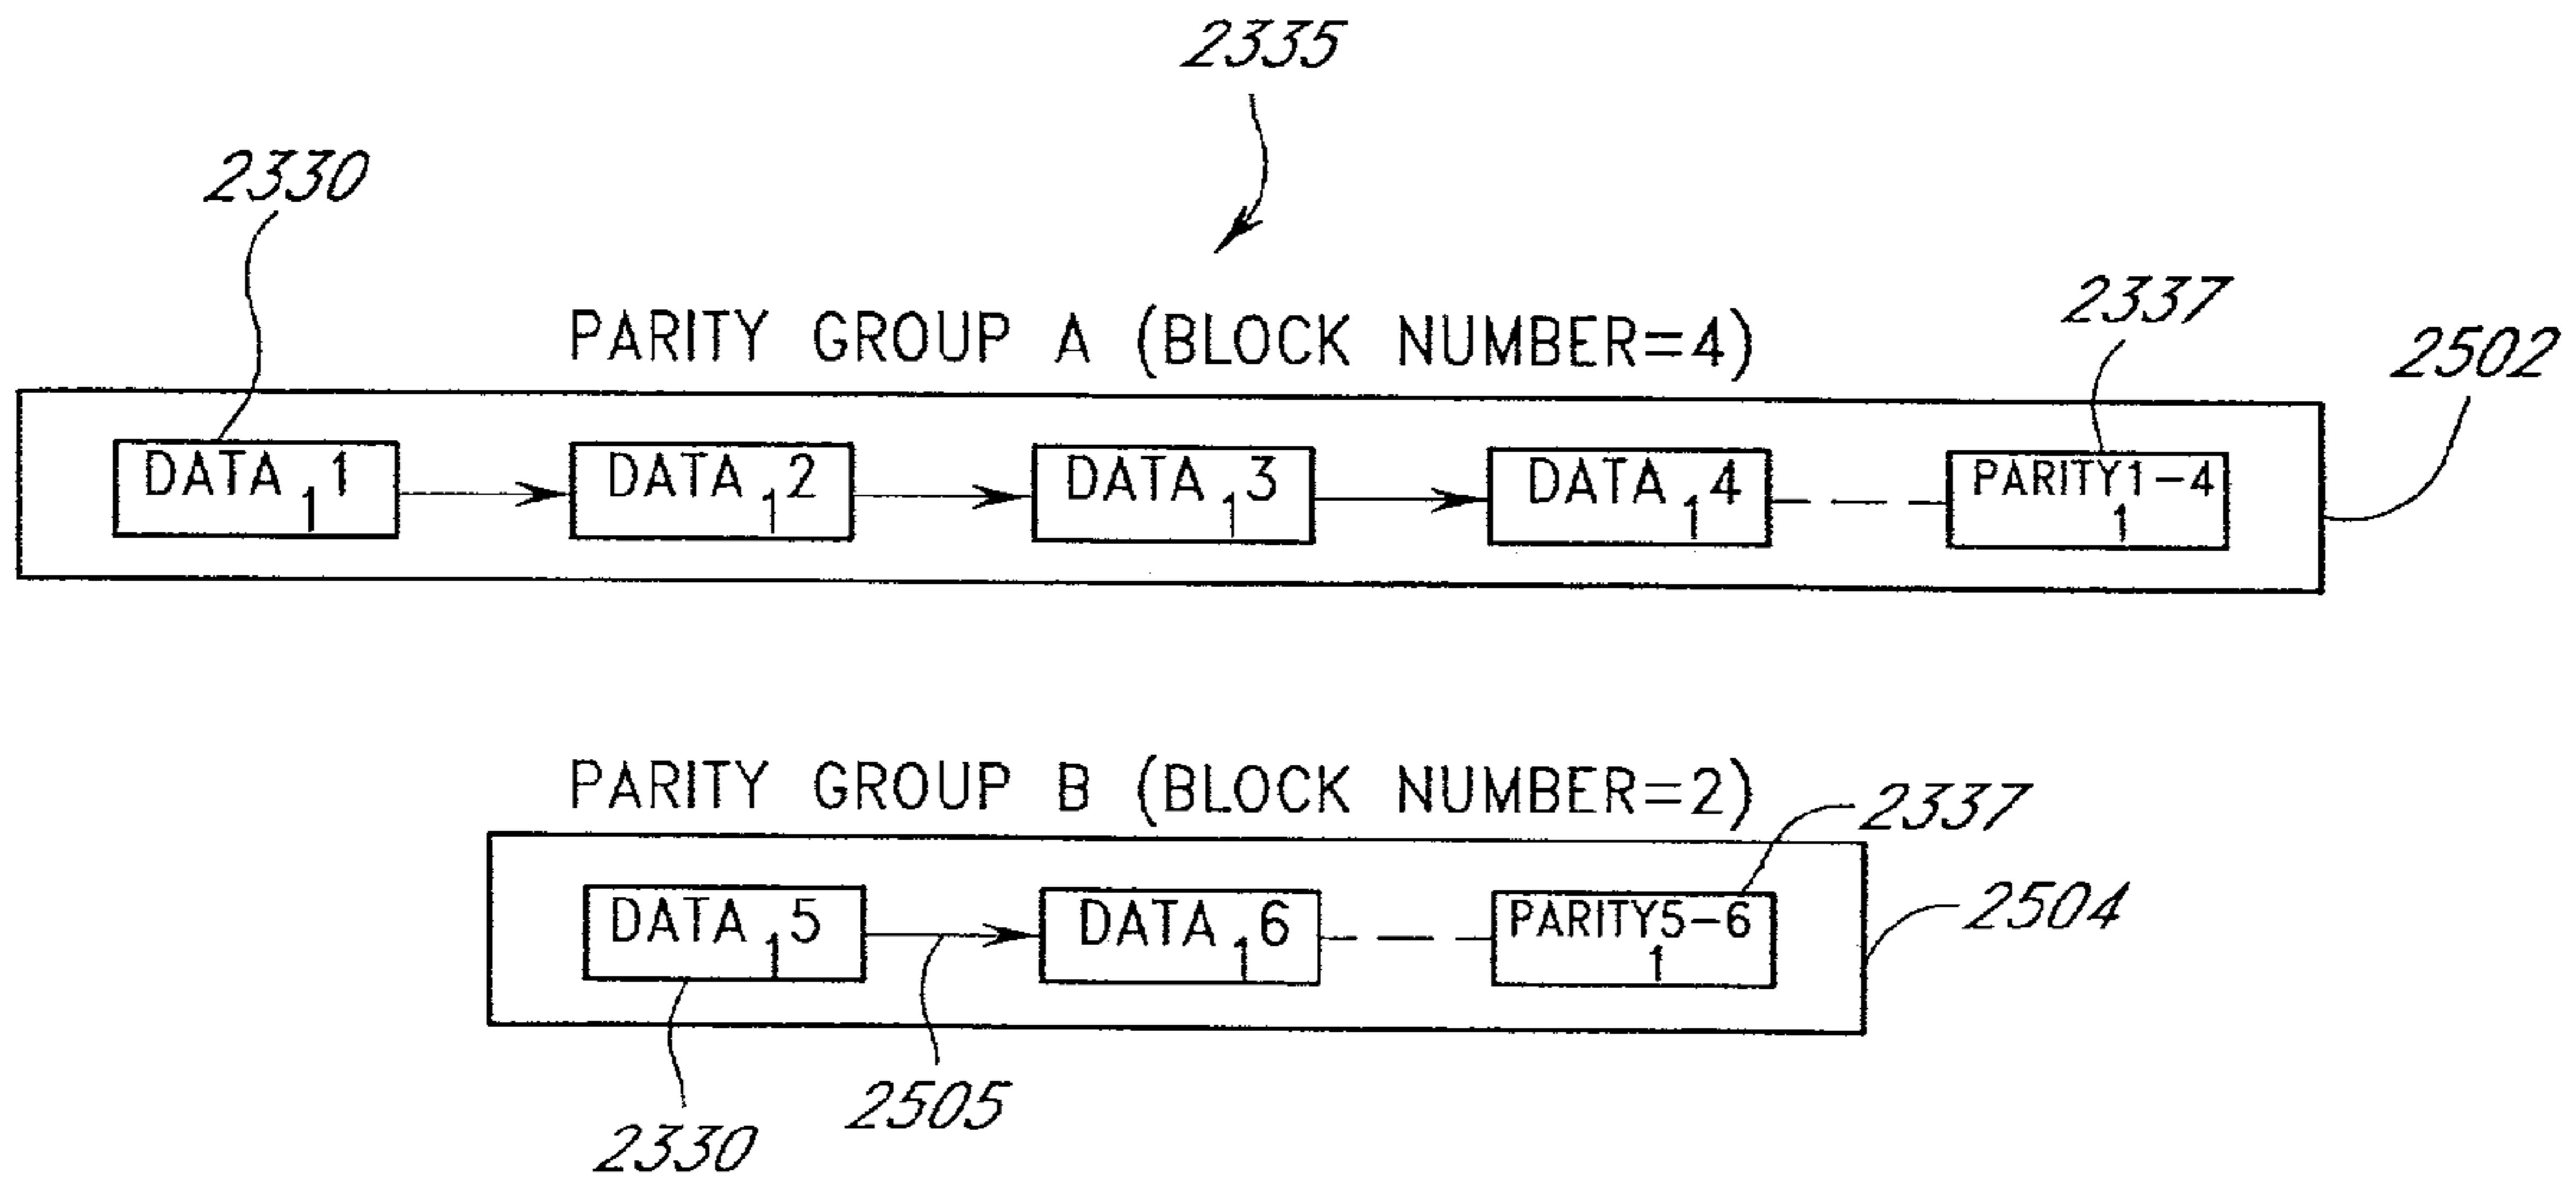 2335
2330
2337
2502
PARITY GROUP A (BLOCK NUMBER=4)
DATA 1 1
DATA 1 2
DATA 1 3
DATA 1 4
PARITY1-4
1
PARITY GROUP B (BLOCK NUMBER=2)
2337
2504
DATA 1 5
DATA 1 6
PARITY5-6
1
2505
2330